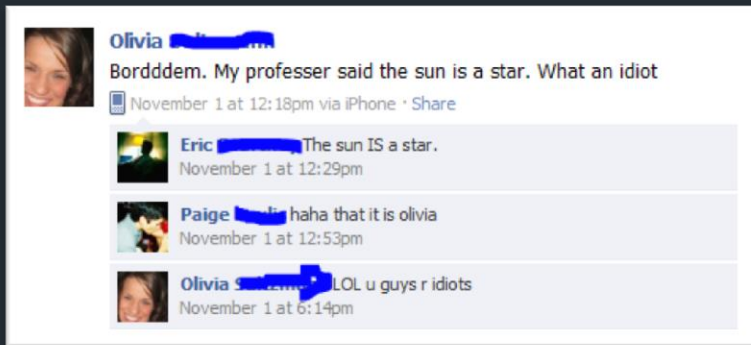 Olivia
Bordddem. My professer said the sun is a star. What an idiot
November 1 at 12:18pm via iPhone · Share
Eric The sun IS a star.
November 1 at 12:29pm
Paige haha that it is olivia
November 1 at 12:53pm
Olivia LOL u guys r idiots
November 1 at 6:14pm